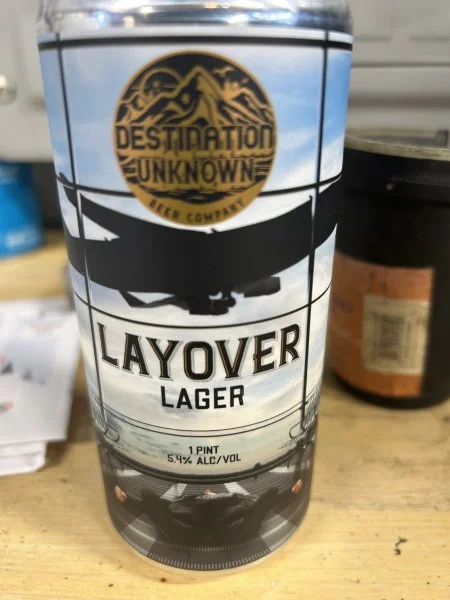 DESTINATION
UNKNOWN
BEER COMPANY
LAYOVER
LAGER
1 PINT
5.4% ALC/VOL